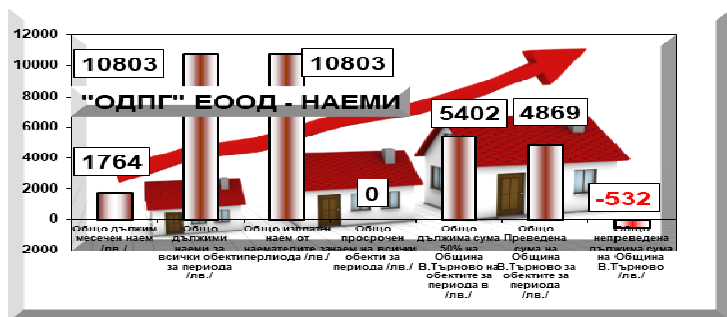 12000
10000
8000
6000
4000
2000
0
2000
10803
10803
"ОДПГ" ЕООД - НАЕМИ
5402
4869
1764
0
-532
Общо дължим
месечен наем
/лв./
Общо
дължими
наеми за
всички обекти
за периода
/лв./
Общо изплатен
наем от
наемателите за
периода /лв./
Общо
просрочен
наем на всички
обекти за
периода /лв./
Общо
дължима сума
50% на
Община
В.Търново на
обектите за
периода в
/лв./
Общо
Преведена
сума на
Община
В.Търново за
обектите за
периода
/лв./
Общо
непреведена
дължима сума
на Община
В.Търново
/лв./